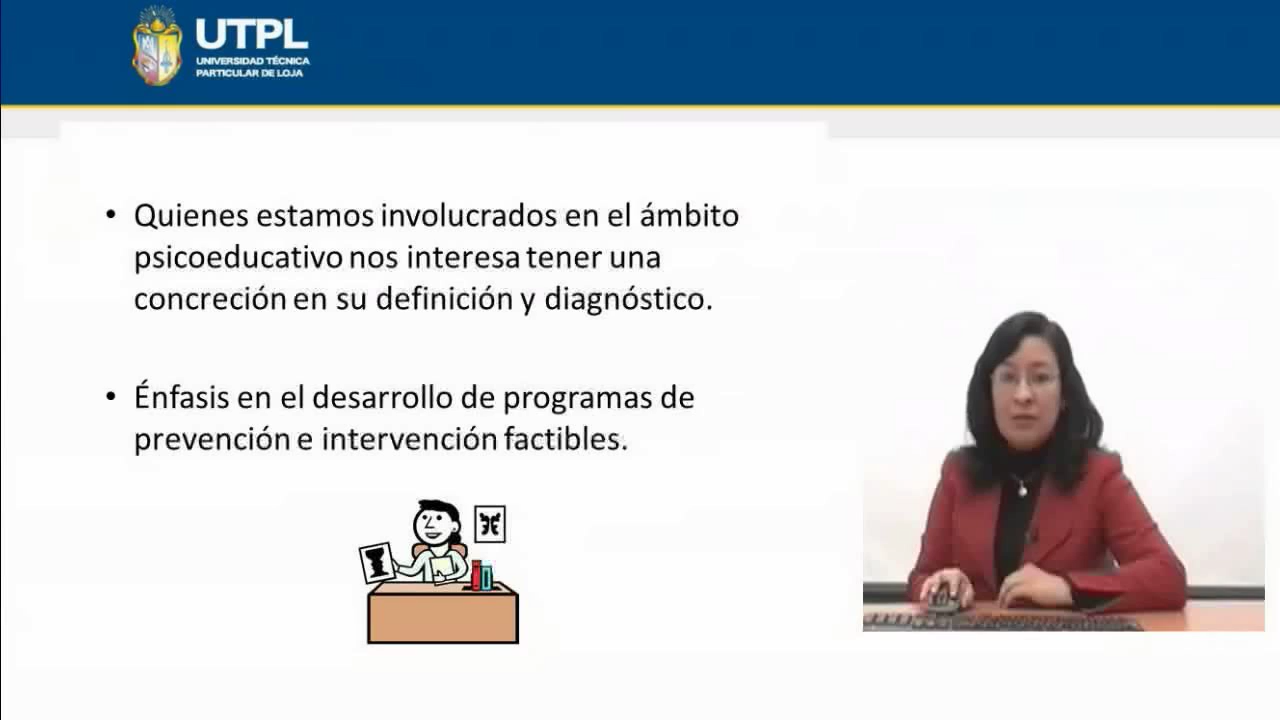 UTPL
UNIVERSIDAD TÉCNICA
PARTICULAR DE LOJA
• Quienes estamos involucrados en el ámbito
psicoeducativo nos interesa tener una
concreción en su definición y diagnóstico.
• Énfasis en el desarrollo de programas de
prevención e intervención factibles.